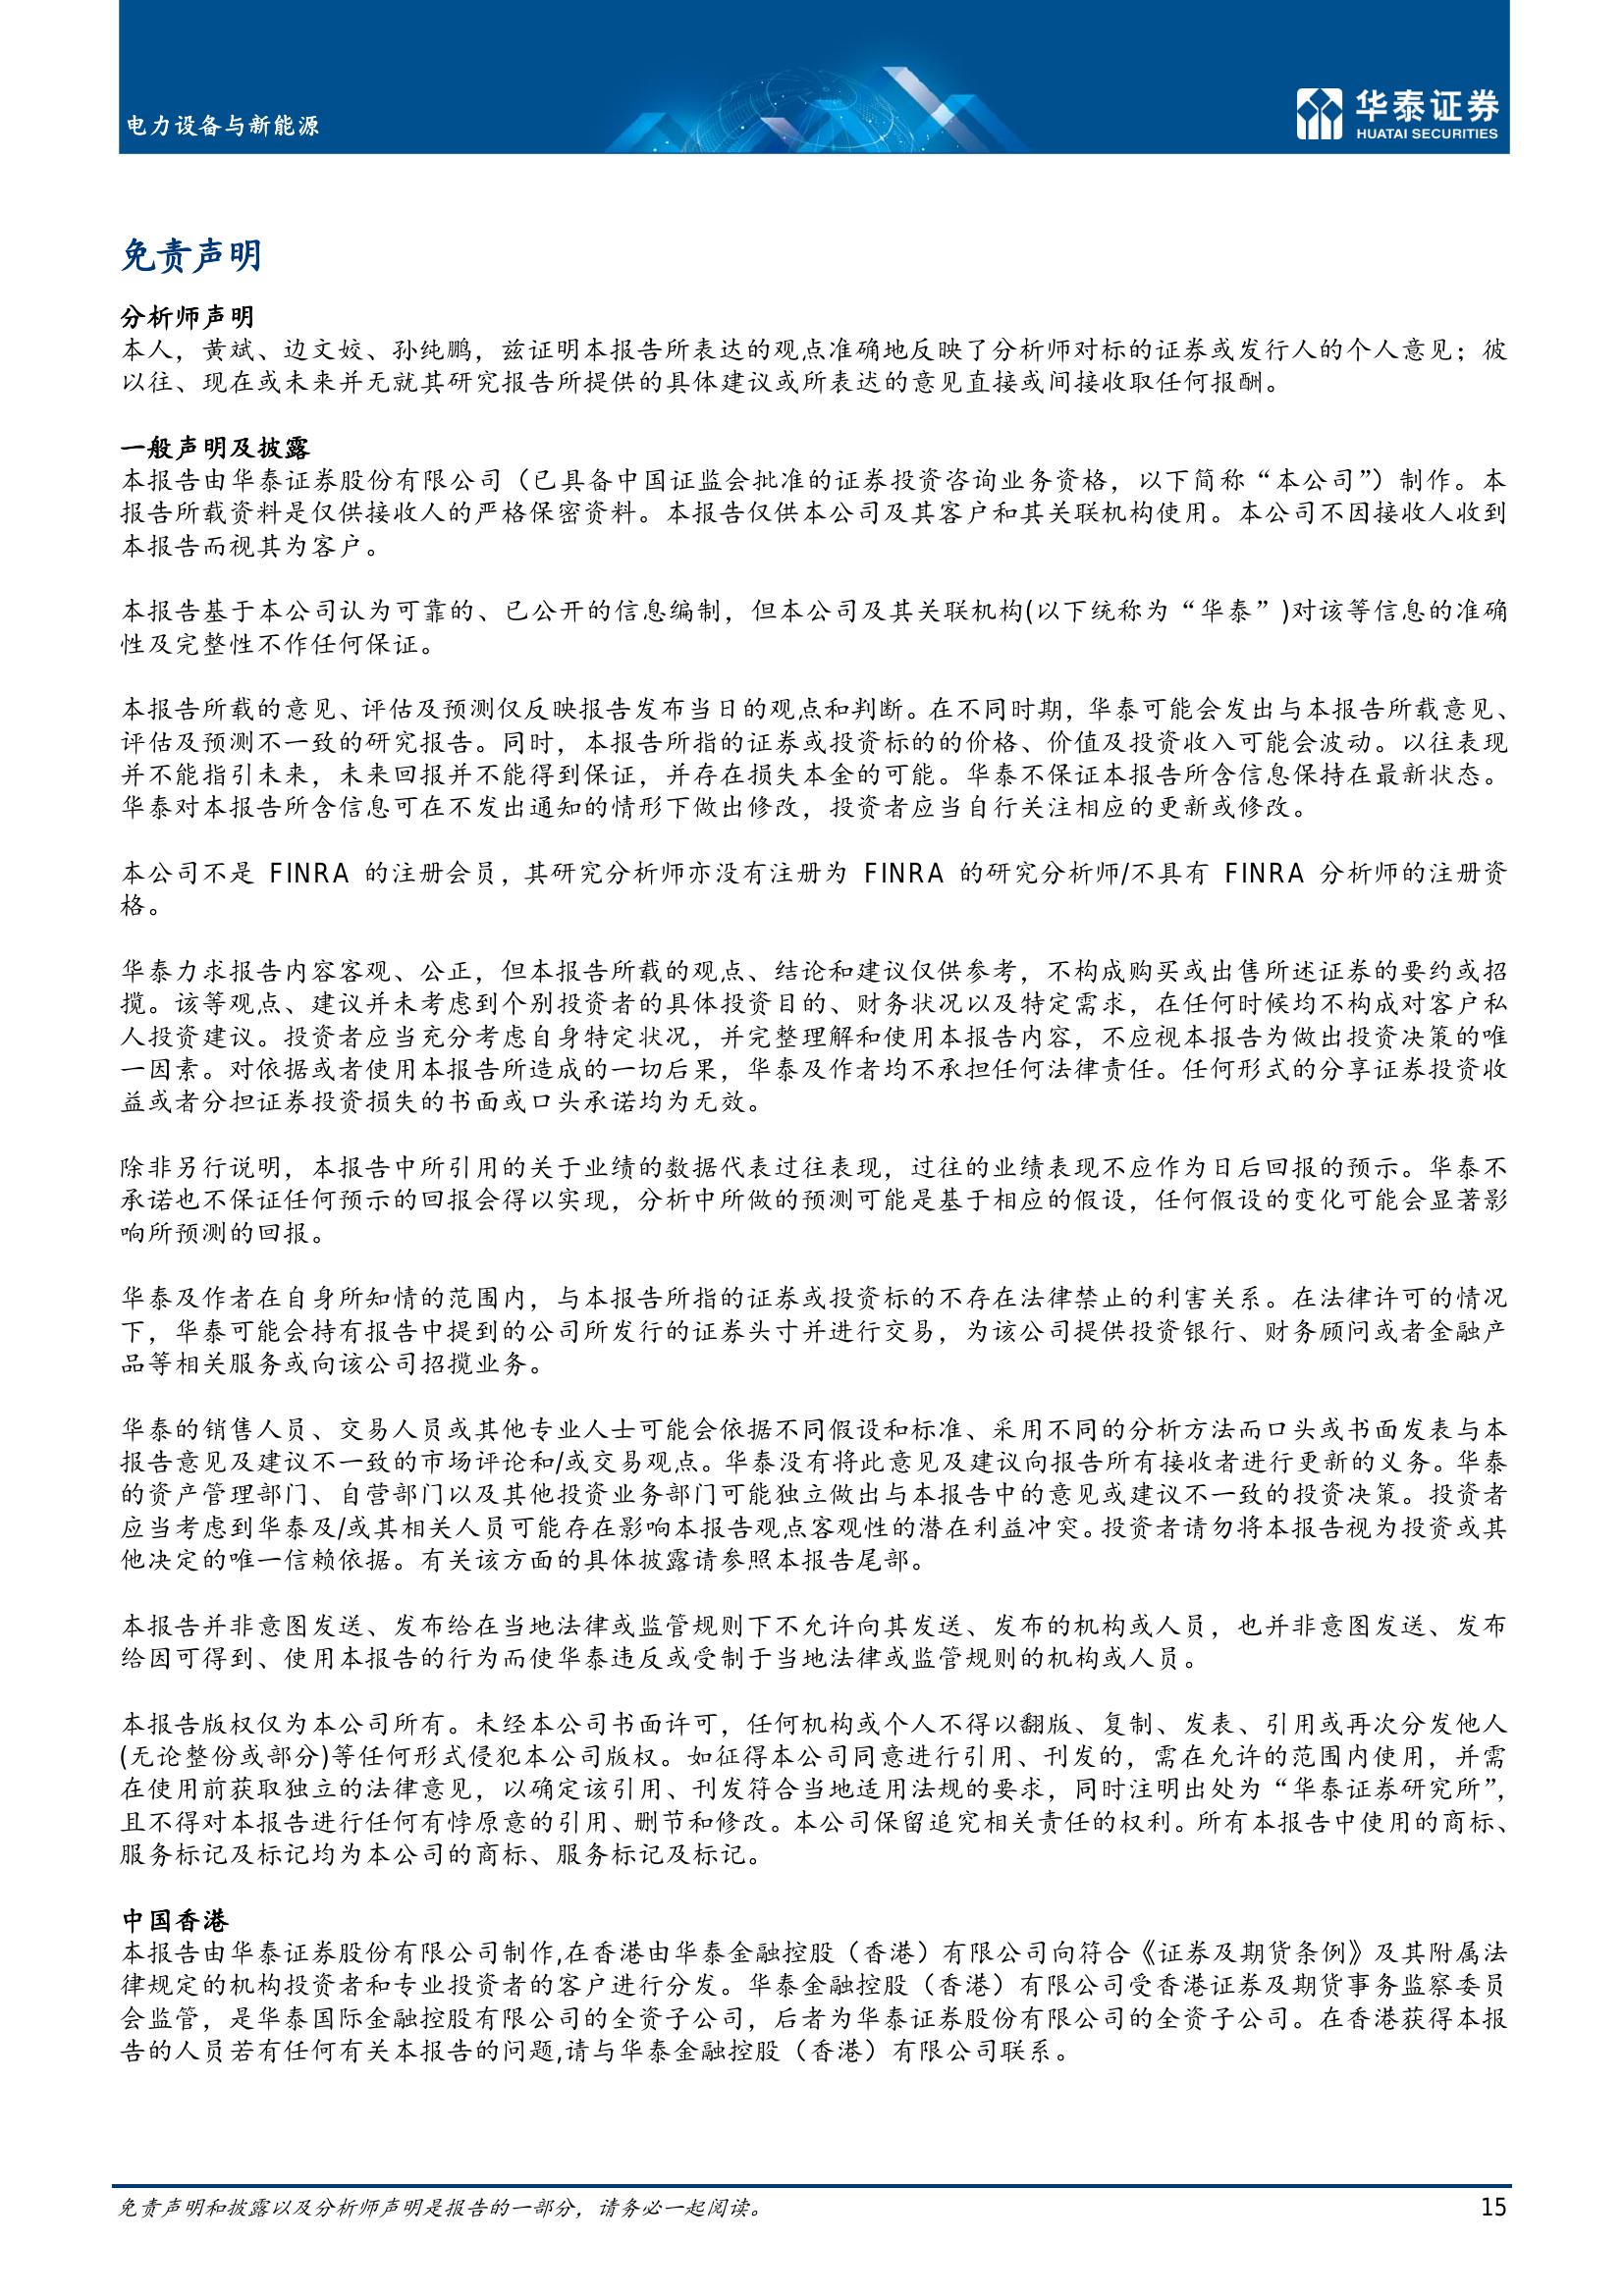 电力设备与新能源
华泰证券
HUATAI SECURITIES
免责声明
分析师声明
本人，黄斌、边文姣、孙纯鹏，兹证明本报告所表达的观点准确地反映了分析师对标的证券或发行人的个人意见；彼
以往、现在或未来并无就其研究报告所提供的具体建议或所表达的意见直接或间接收取任何报酬。
一般声明及披露
本报告由华泰证券股份有限公司（已具备中国证监会批准的证券投资咨询业务资格，以下简称“本公司”）制作。本
报告所载资料是仅供接收人的严格保密资料。本报告仅供本公司及其客户和其关联机构使用。本公司不因接收人收到
本报告而视其为客户。
本报告基于本公司认为可靠的、已公开的信息编制，但本公司及其关联机构(以下统称为“华泰”)对该等信息的准确
性及完整性不作任何保证。
本报告所载的意见、评估及预测仅反映报告发布当日的观点和判断。在不同时期，华泰可能会发出与本报告所载意见、
评估及预测不一致的研究报告。同时，本报告所指的证券或投资标的的价格、价值及投资收入可能会波动。以往表现
并不能指引未来，未来回报并不能得到保证，并存在损失本金的可能。华泰不保证本报告所含信息保持在最新状态。
华泰对本报告所含信息可在不发出通知的情形下做出修改，投资者应当自行关注相应的更新或修改。
本公司不是 FINRA 的注册会员，其研究分析师亦没有注册为 FINRA 的研究分析师/不具有 FINRA 分析师的注册资
格。
华泰力求报告内容客观、公正，但本报告所载的观点、结论和建议仅供参考，不构成购买或出售所述证券的要约或招
揽。该等观点、建议并未考虑到个别投资者的具体投资目的、财务状况以及特定需求，在任何时候均不构成对客户私
人投资建议。投资者应当充分考虑自身特定状况，并完整理解和使用本报告内容，不应视本报告为做出投资决策的唯
一因素。对依据或者使用本报告所造成的一切后果，华泰及作者均不承担任何法律责任。任何形式的分享证券投资收
益或者分担证券投资损失的书面或口头承诺均为无效。
除非另行说明，本报告中所引用的关于业绩的数据代表过往表现，过往的业绩表现不应作为日后回报的预示。华泰不
承诺也不保证任何预示的回报会得以实现，分析中所做的预测可能是基于相应的假设，任何假设的变化可能会显著影
响所预测的回报。
华泰及作者在自身所知情的范围内，与本报告所指的证券或投资标的不存在法律禁止的利害关系。在法律许可的情况
下，华泰可能会持有报告中提到的公司所发行的证券头寸并进行交易，为该公司提供投资银行、财务顾问或者金融产
品等相关服务或向该公司招揽业务。
华泰的销售人员、交易人员或其他专业人士可能会依据不同假设和标准、采用不同的分析方法而口头或书面发表与本
报告意见及建议不一致的市场评论和/或交易观点。华泰没有将此意见及建议向报告所有接收者进行更新的义务。华泰
的资产管理部门、自营部门以及其他投资业务部门可能独立做出与本报告中的意见或建议不一致的投资决策。投资者
应当考虑到华泰及/或其相关人员可能存在影响本报告观点客观性的潜在利益冲突。投资者请勿将本报告视为投资或其
他决定的唯一信赖依据。有关该方面的具体披露请参照本报告尾部。
本报告并非意图发送、发布给在当地法律或监管规则下不允许向其发送、发布的机构或人员，也并非意图发送、发布
给因可得到、使用本报告的行为而使华泰违反或受制于当地法律或监管规则的机构或人员。
本报告版权仅为本公司所有。未经本公司书面许可，任何机构或个人不得以翻版、复制、发表、引用或再次分发他人
(无论整份或部分)等任何形式侵犯本公司版权。如征得本公司同意进行引用、刊发的，需在允许的范围内使用，并需
在使用前获取独立的法律意见，以确定该引用、刊发符合当地适用法规的要求，同时注明出处为“华泰证券研究所”，
且不得对本报告进行任何有悖原意的引用、删节和修改。本公司保留追究相关责任的权利。所有本报告中使用的商标、
服务标记及标记均为本公司的商标、服务标记及标记。
中国香港
本报告由华泰证券股份有限公司制作,在香港由华泰金融控股（香港）有限公司向符合《证券及期货条例》及其附属法
律规定的机构投资者和专业投资者的客户进行分发。华泰金融控股（香港）有限公司受香港证券及期货事务监察委员
会监管，是华泰国际金融控股有限公司的全资子公司，后者为华泰证券股份有限公司的全资子公司。在香港获得本报
告的人员若有任何有关本报告的问题,请与华泰金融控股（香港）有限公司联系。
免责声明和披露以及分析师声明是报告的一部分，请务必一起阅读。
15